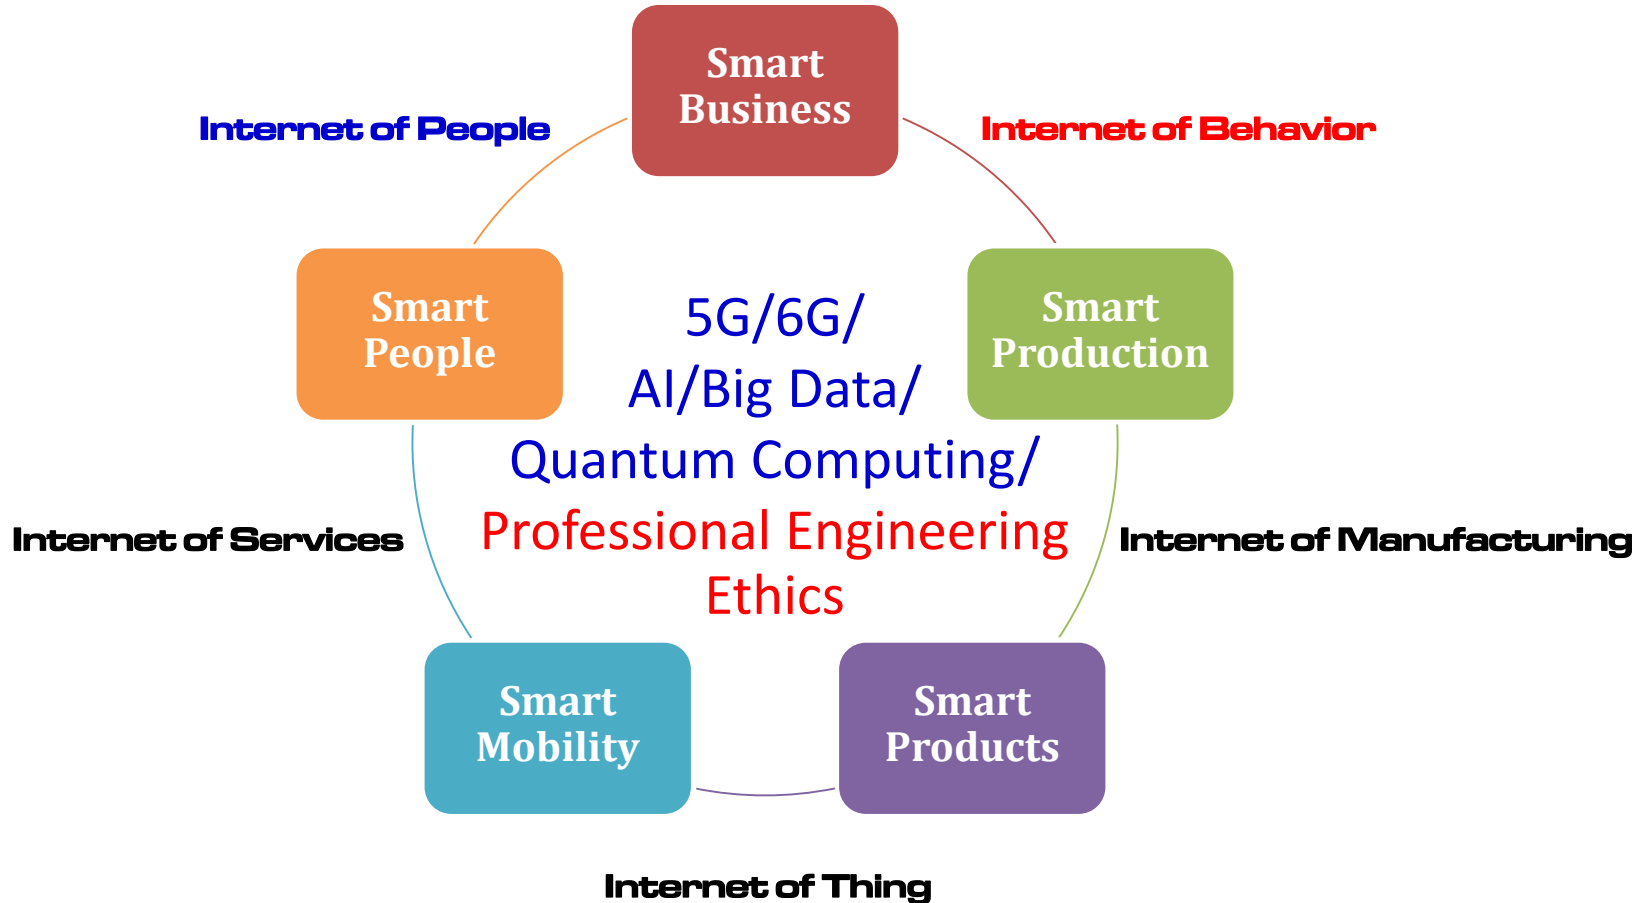 Smart
Business
Internet of People
Internet of Behavior
Smart
People
5G/6G/
AI/Big Data/
Quantum Computing/
Professional Engineering
Ethics
Smart
Production
Internet of Services
Internet of Manufacturing
Smart
Mobility
Smart
Products
Internet of Thing